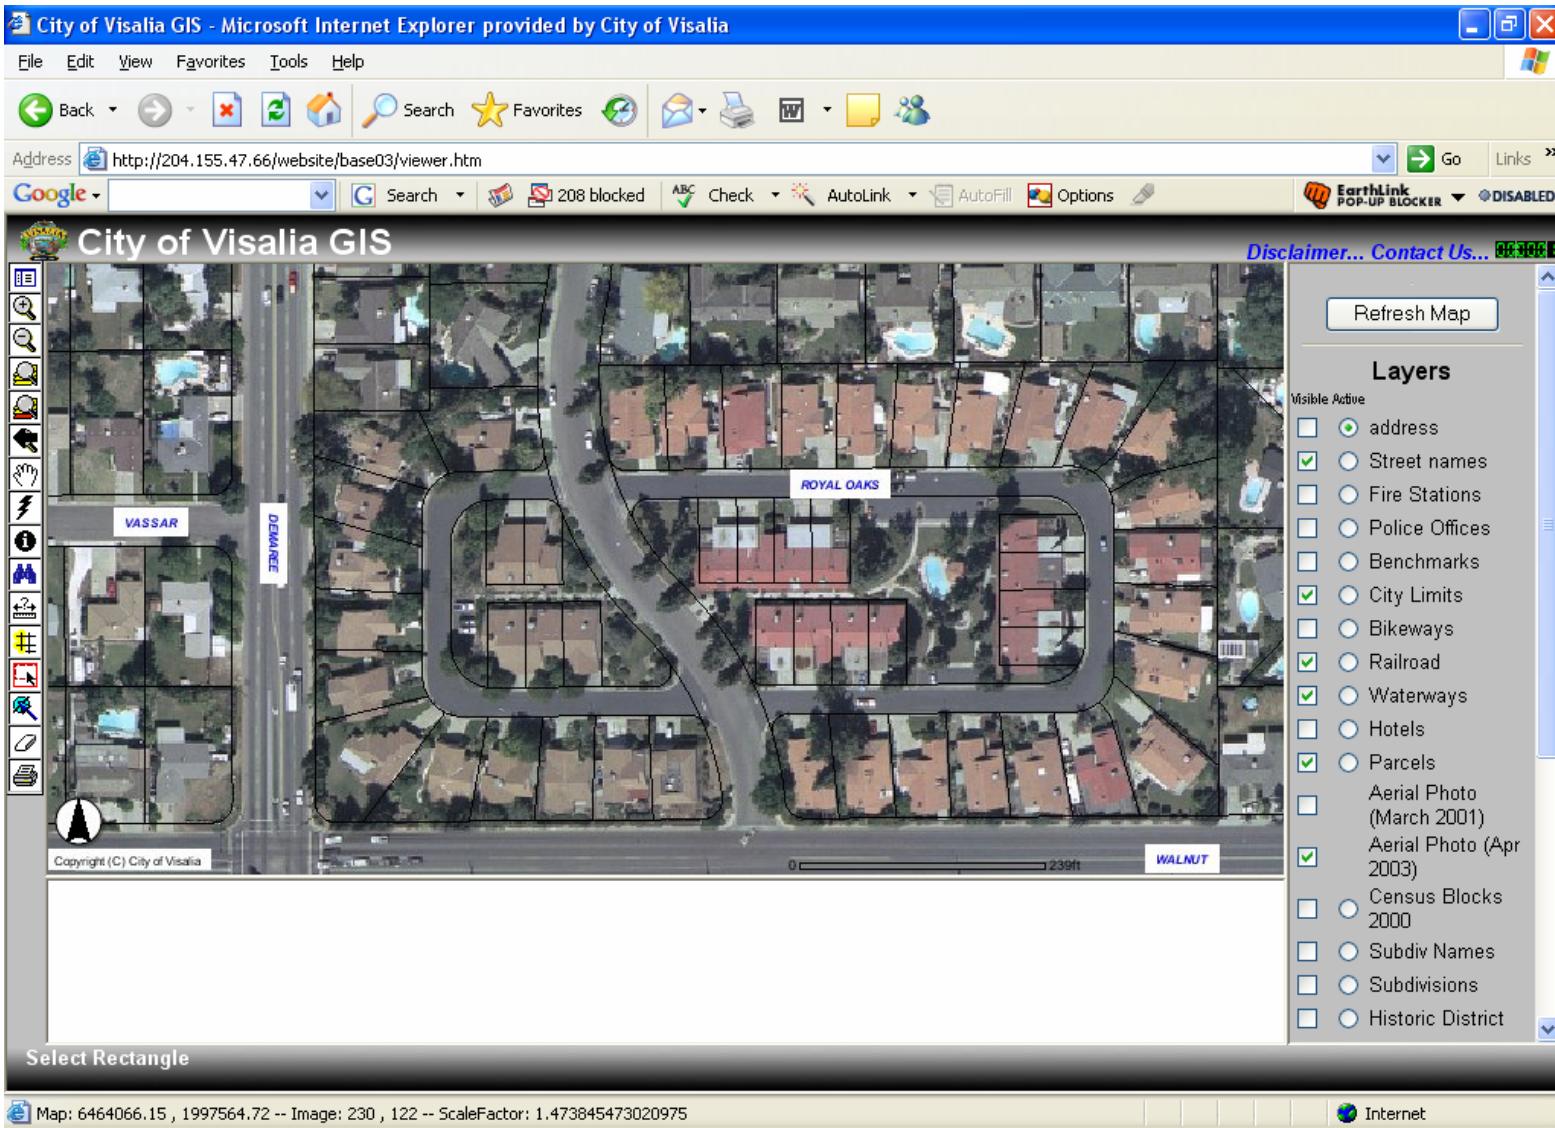 City of Visalia GIS - Microsoft Internet Explorer provided by City of Visalia
File Edit View Favorites Tools Help
Back Search Favorites
Address http://204.155.47.66/website/base03/viewer.htm Go Links »
Google Search 208 blocked ABC Check AutoLink AutoFill Options EarthLink POP-UP BLOCKER DISABLED
City of Visalia GIS
Disclaimer... Contact Us...
Refresh Map
Layers
Visible Active
address
Street names
Fire Stations
Police Offices
Benchmarks
City Limits
Bikeways
Railroad
Waterways
Hotels
Parcels
Aerial Photo
(March 2001)
Aerial Photo (Apr
2003)
Census Blocks
2000
Subdiv Names
Subdivisions
Historic District
ROYAL OAKS
VASSAR
DEMAREE
WALNUT
0 239ft
Copyright (C) City of Visalia
Select Rectangle
Map: 6464066.15 , 1997564.72 -- Image: 230 , 122 -- ScaleFactor: 1.473845473020975
Internet